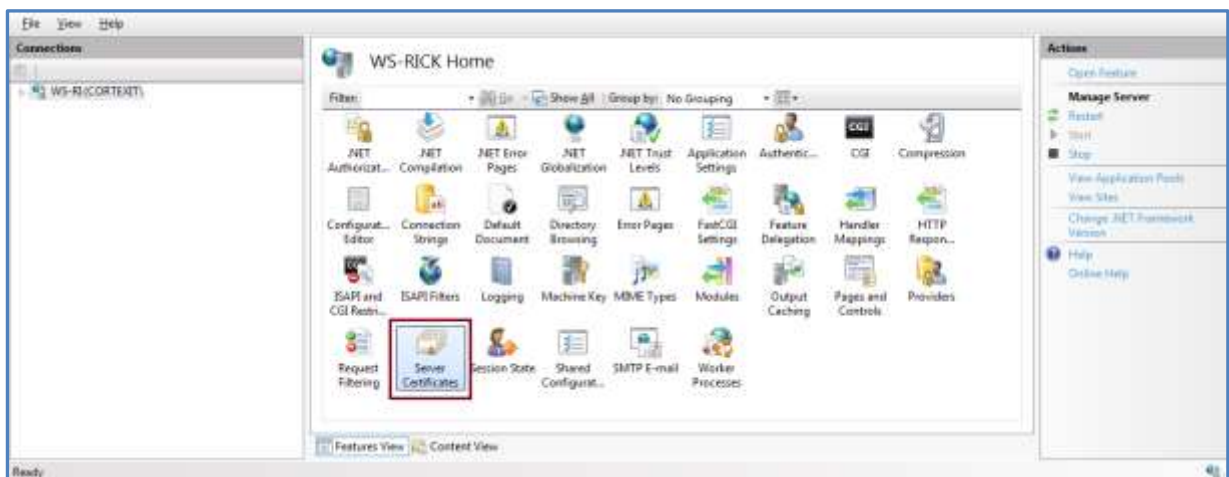 File View Help
Connections
WS-RI(CORTEXIT\
WS-RICK Home
Filter: Go Show All Group by: No Grouping
.NET Authorizat... .NET Compilation .NET Error Pages .NET Globalization .NET Trust Levels Application Settings Authentic... CGI Compression
Configurat... Editor Connection Strings Default Document Directory Browsing Error Pages FastCGI Settings Feature Delegation Handler Mappings HTTP Respon...
ISAPI and CGI Restri... ISAPI Filters Logging Machine Key MIME Types Modules Output Caching Pages and Controls Providers
Request Filtering Server Certificates Session State Shared Configurat... SMTP E-mail Worker Processes
Features View Content View
Ready
Actions
Open Feature
Manage Server
Restart
Start
Stop
View Application Pools
View Sites
Change .NET Framework
Version
Help
Online Help